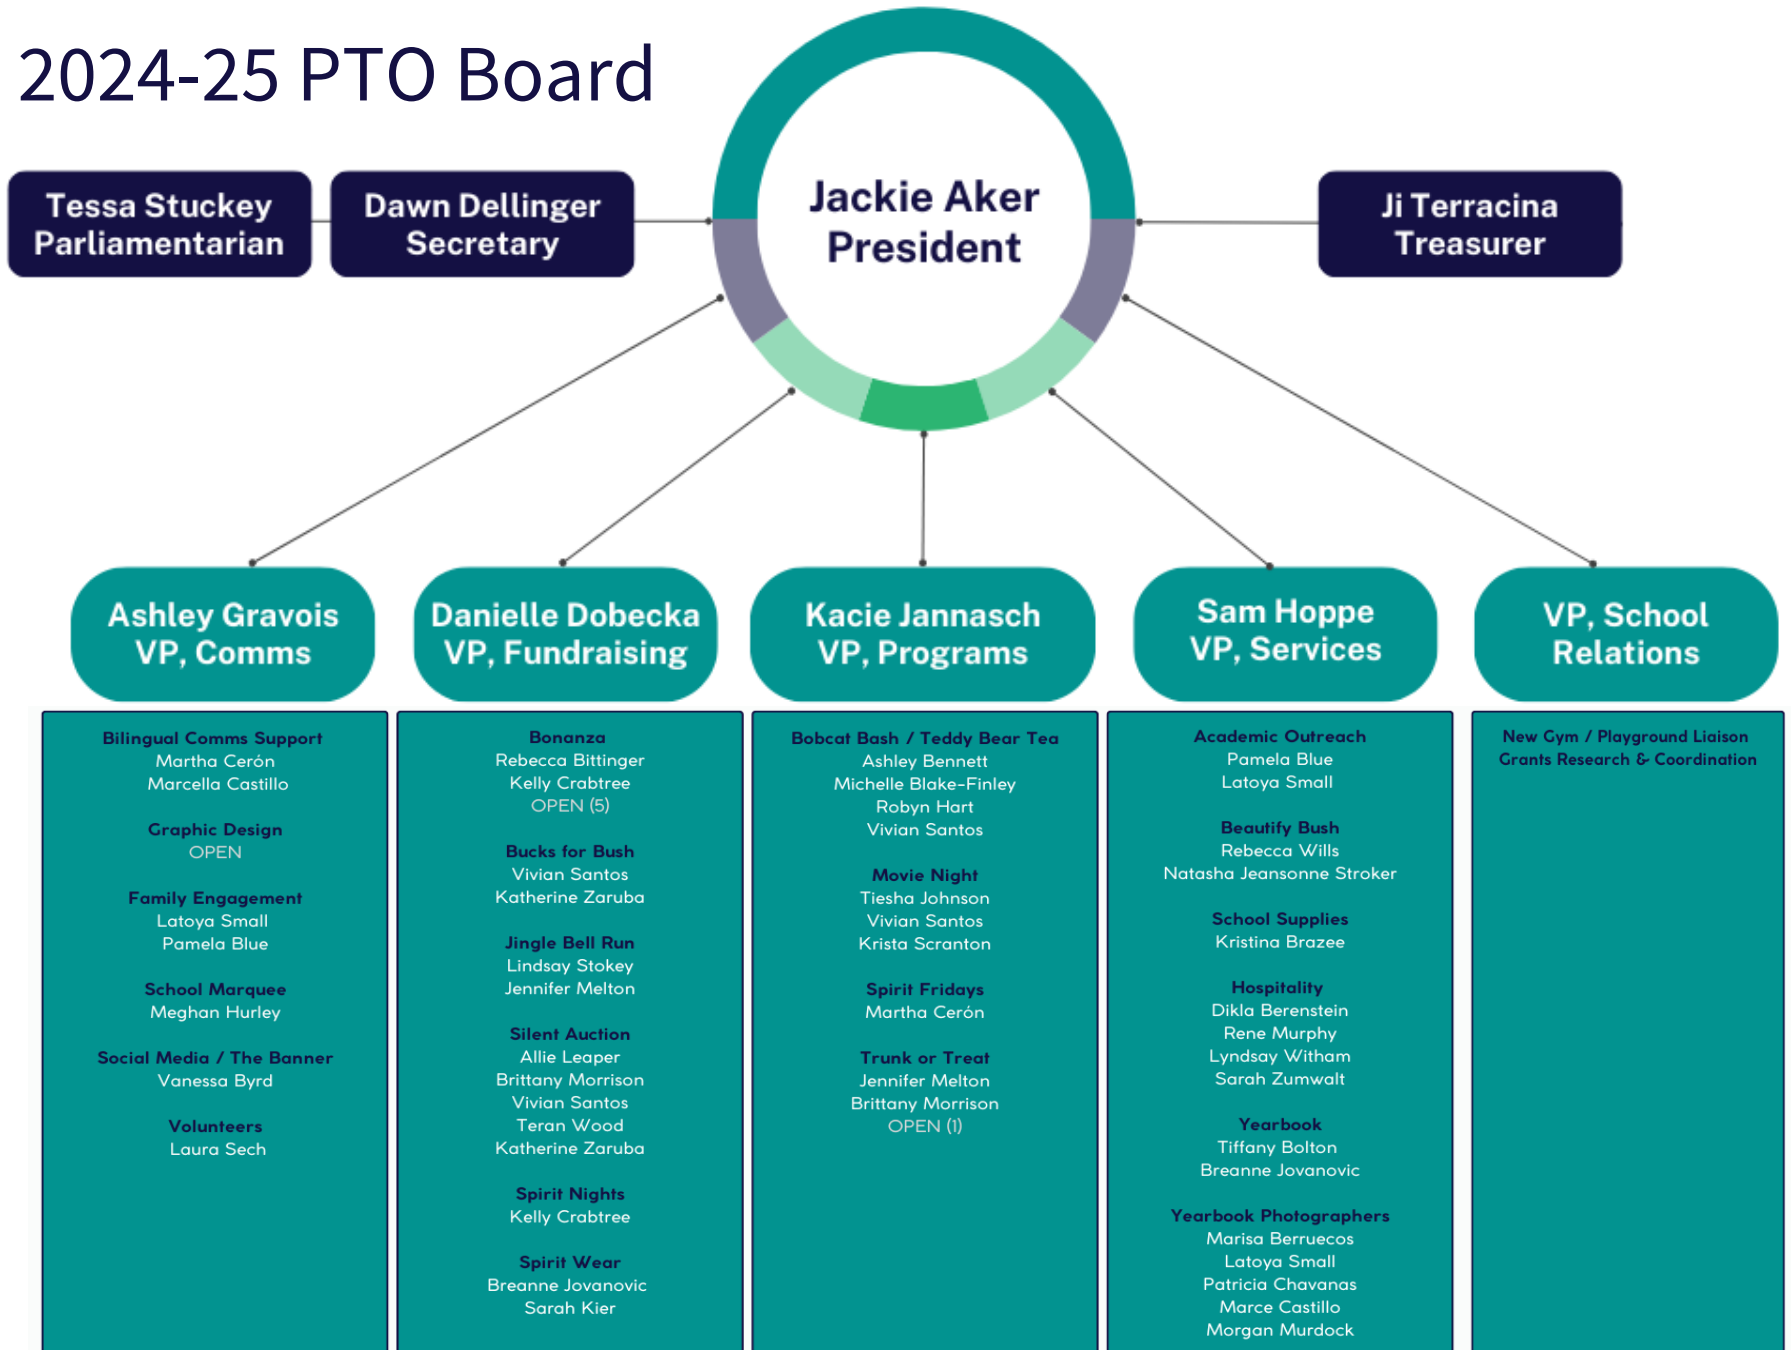 2024-25 PTO Board
Tessa Stuckey
Parliamentarian
Dawn Dellinger
Secretary
Jackie Aker
President
Ji Terracina
Treasurer
Ashley Gravois
VP, Comms
Bilingual Comms Support
Martha Cerón
Marcella Castillo
Graphic Design
OPEN
Family Engagement
Latoya Small
Pamela Blue
School Marquee
Meghan Hurley
Social Media / The Banner
Vanessa Byrd
Volunteers
Laura Sech
Danielle Dobecka
VP, Fundraising
Bonanza
Rebecca Bittinger
Kelly Crabtree
OPEN (5)
Bucks for Bush
Vivian Santos
Katherine Zaruba
Jingle Bell Run
Lindsay Stokey
Jennifer Melton
Silent Auction
Allie Leaper
Brittany Morrison
Vivian Santos
Teran Wood
Katherine Zaruba
Spirit Nights
Kelly Crabtree
Spirit Wear
Breanne Jovanovic
Sarah Kier
Kacie Jannasch
VP, Programs
Bobcat Bash / Teddy Bear Tea
Ashley Bennett
Michelle Blake-Finley
Robyn Hart
Vivian Santos
Movie Night
Tiesha Johnson
Vivian Santos
Krista Scranton
Spirit Fridays
Martha Cerón
Trunk or Treat
Jennifer Melton
Brittany Morrison
OPEN (1)
Sam Hoppe
VP, Services
Academic Outreach
Pamela Blue
Latoya Small
Beautify Bush
Rebecca Wills
Natasha Jeansonne Stroker
School Supplies
Kristina Brazee
Hospitality
Dikla Berenstein
Rene Murphy
Lyndsay Witham
Sarah Zumwalt
Yearbook
Tiffany Bolton
Breanne Jovanovic
Yearbook Photographers
Marisa Berruecos
Latoya Small
Patricia Chavanas
Marce Castillo
Morgan Murdock
VP, School
Relations
New Gym / Playground Liaison
Grants Research & Coordination